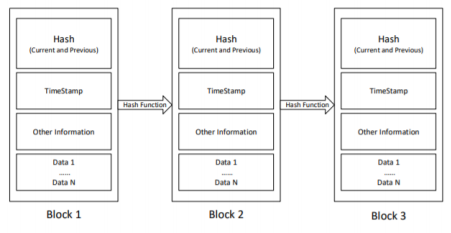 Hash
(Current and Previous)
TimeStamp
Other Information
Data 1
......
Data N
Block 1
Hash Function
Hash
(Current and Previous)
TimeStamp
Other Information
Data 1
......
Data N
Block 2
Hash Function
Hash
(Current and Previous)
TimeStamp
Other Information
Data 1
......
Data N
Block 3